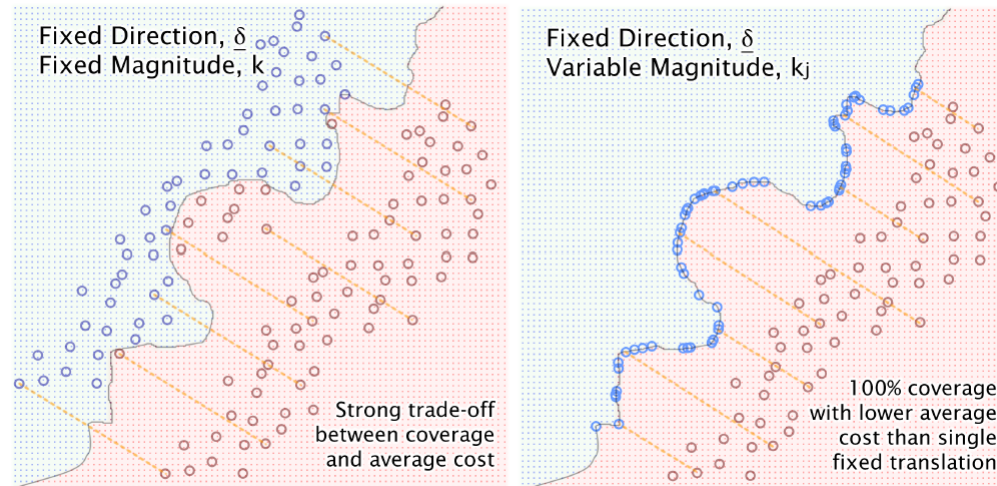 Fixed Direction, δ
Fixed Magnitude, k
Strong trade-off
between coverage
and average cost
Fixed Direction, δ
Variable Magnitude, kj
100% coverage
with lower average
cost than single
fixed translation